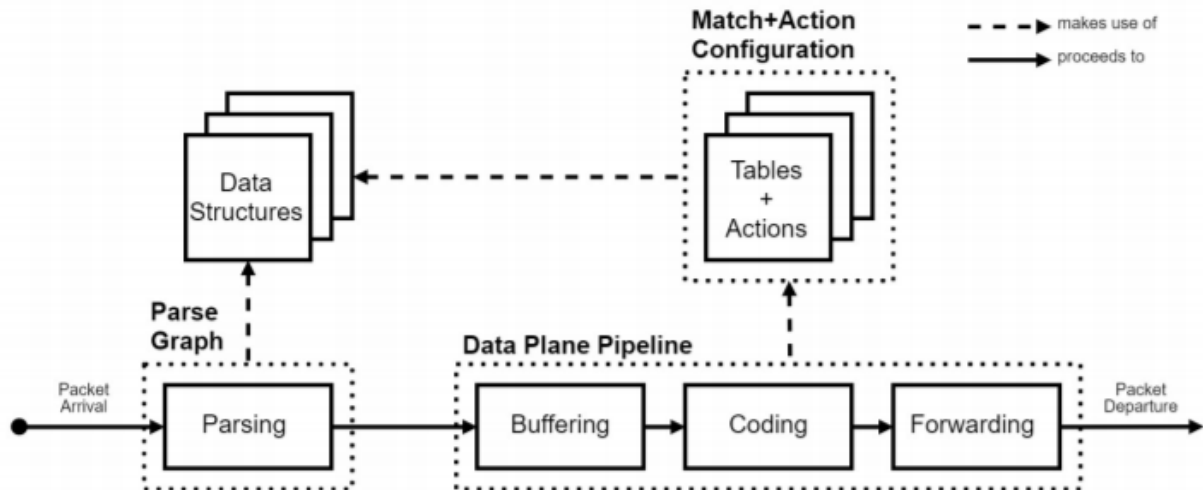 Match+Action
Configuration
makes use of
proceeds to
Data
Structures
Tables
+
Actions
Parse
Graph
Data Plane Pipeline
Packet
Arrival
Parsing
Buffering
Coding
Forwarding
Packet
Departure